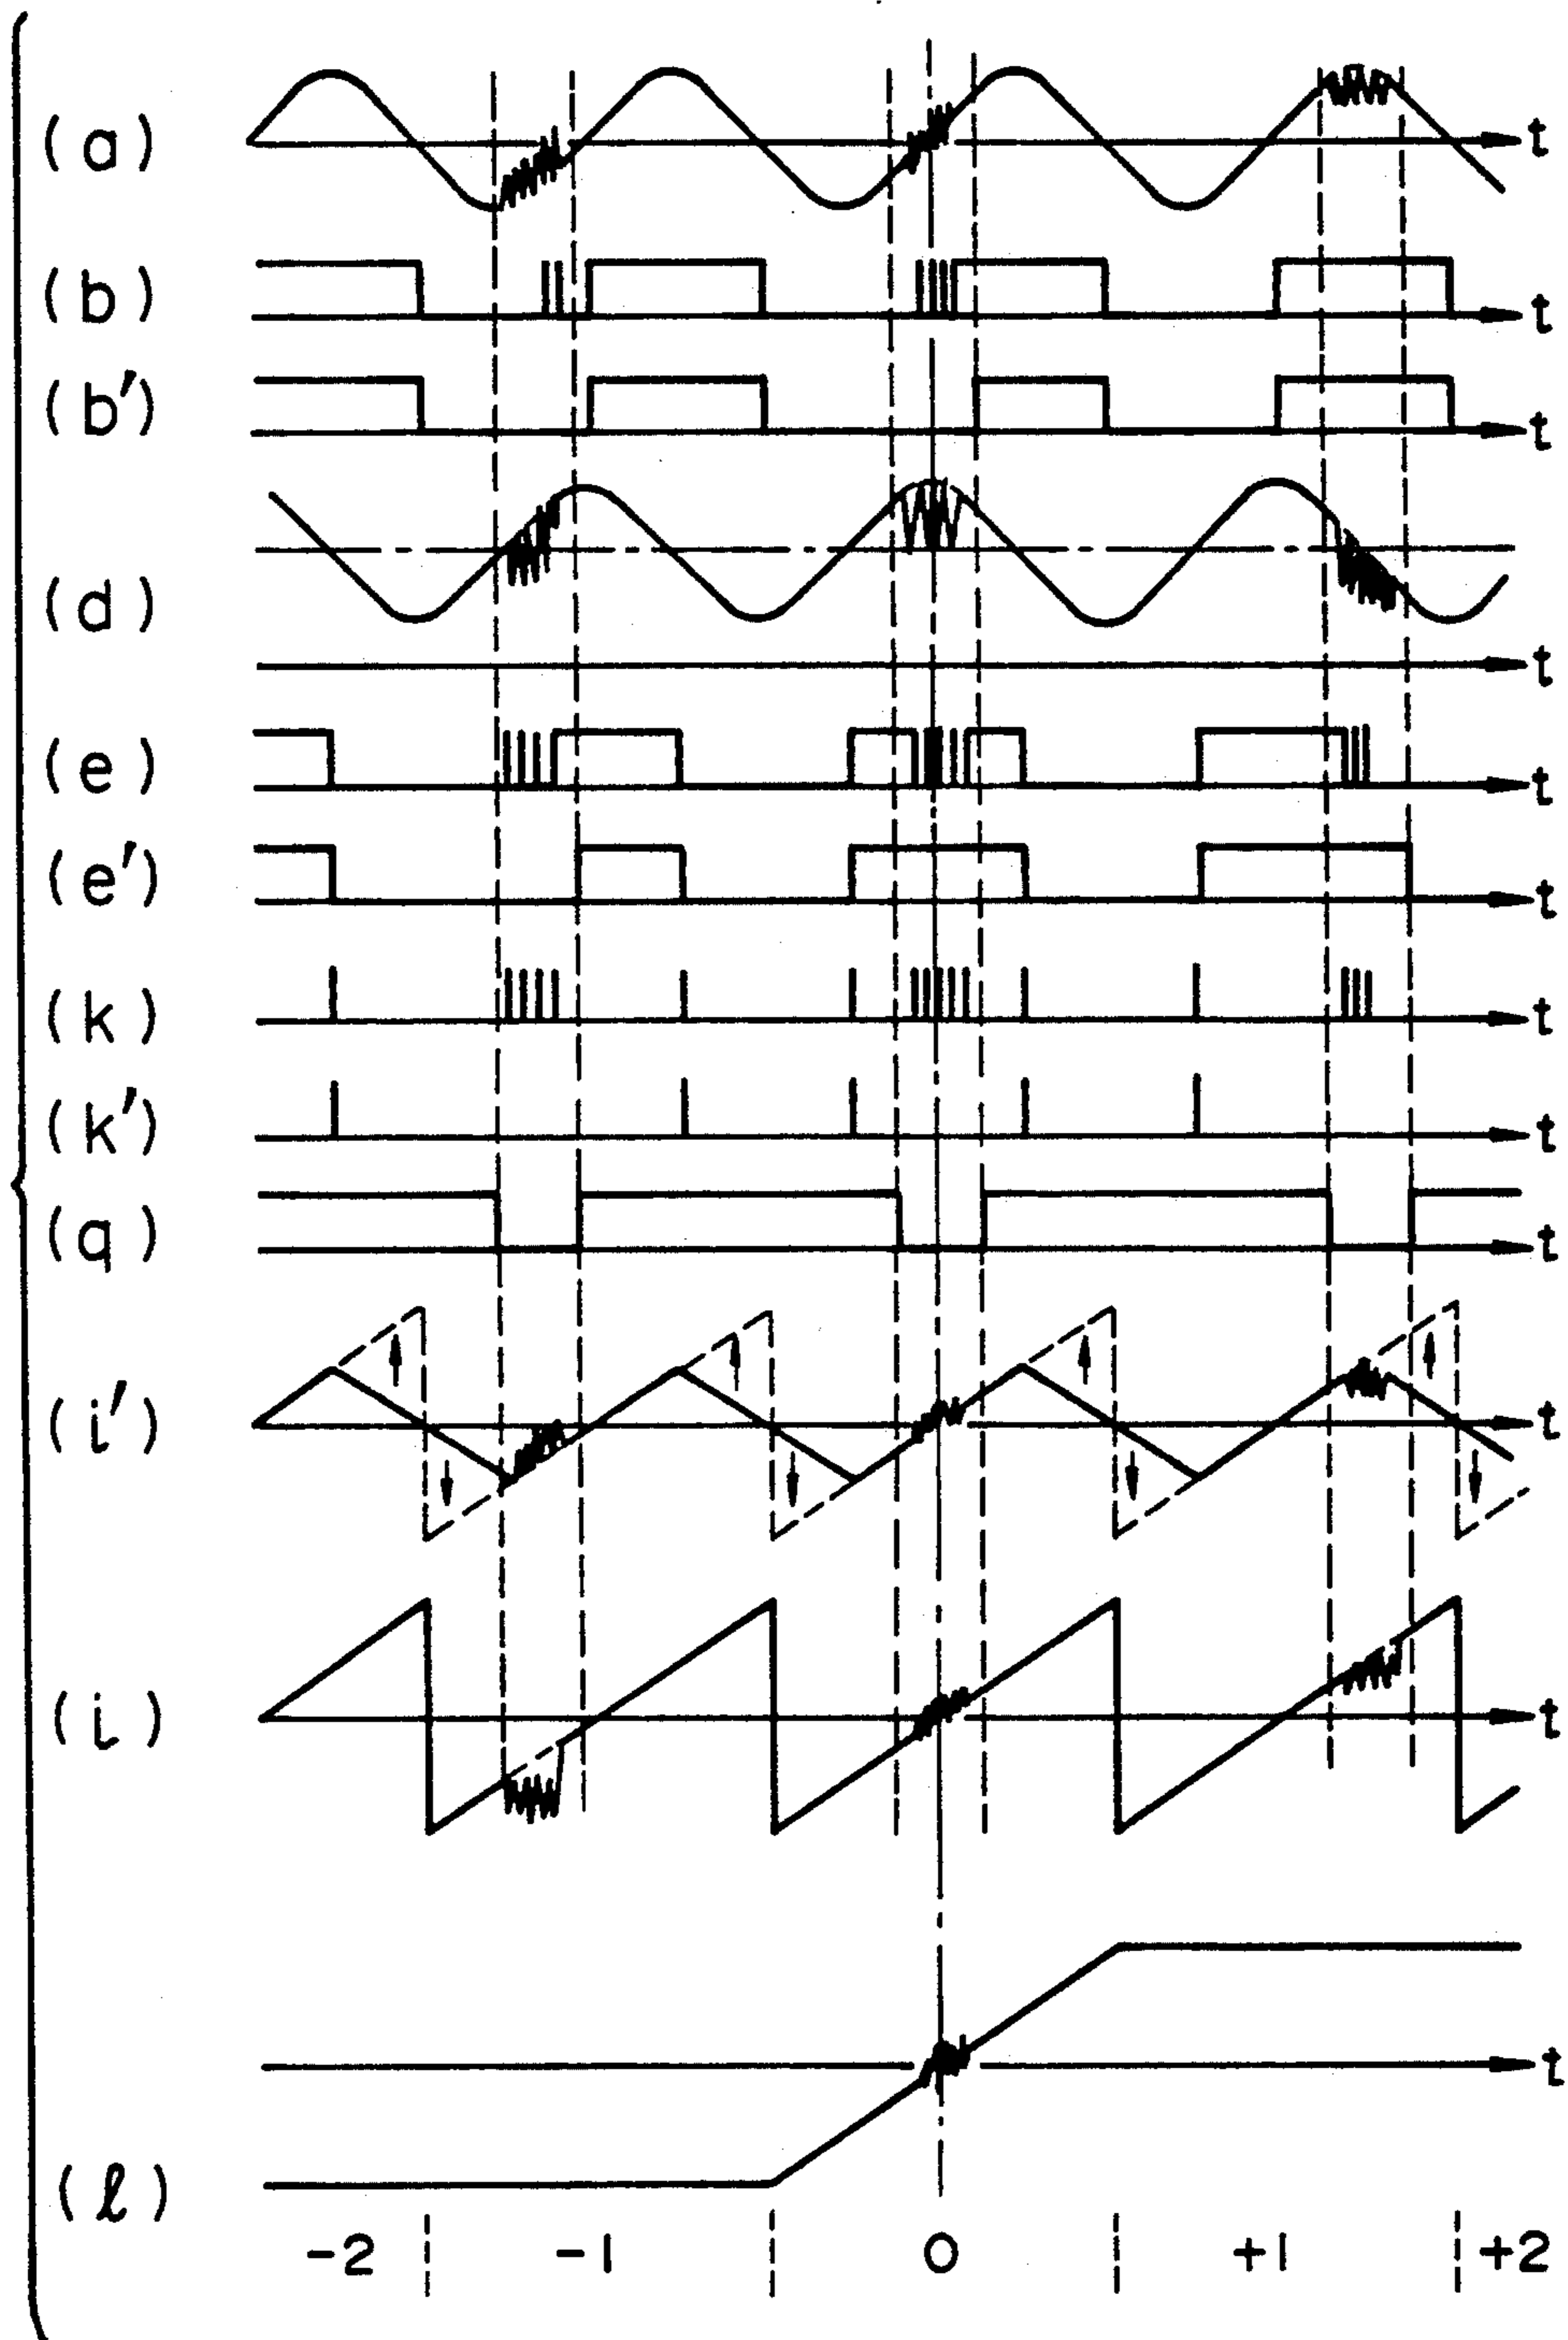 (a) t
(b) t
(b′) t
(d) t
(e) t
(e′) t
(k) t
(k′) t
(q) t
(i′) t
(i) t
t
(ℓ)
-2 -1 0 +1 +2